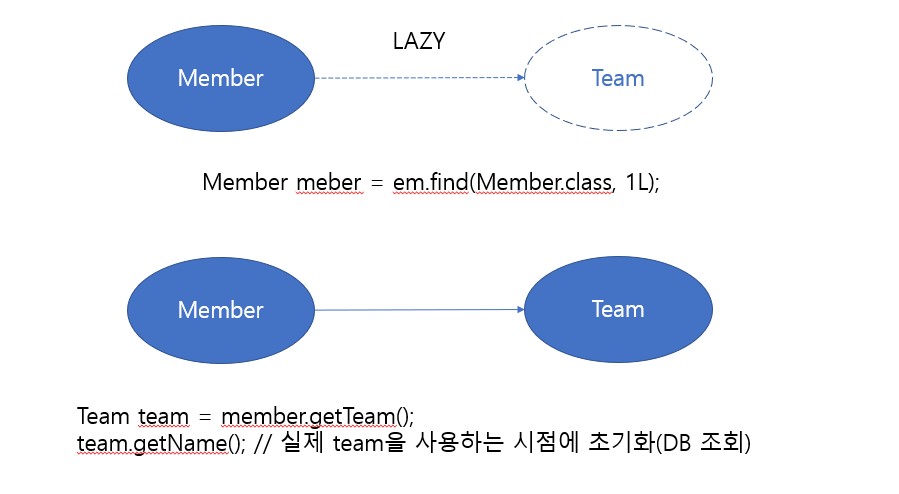 LAZY
Member
Team
Member meber = em.find(Member.class, 1L);
Member
Team
Team team = member.getTeam();
team.getName(); // 실제 team을 사용하는 시점에 초기화(DB 조회)